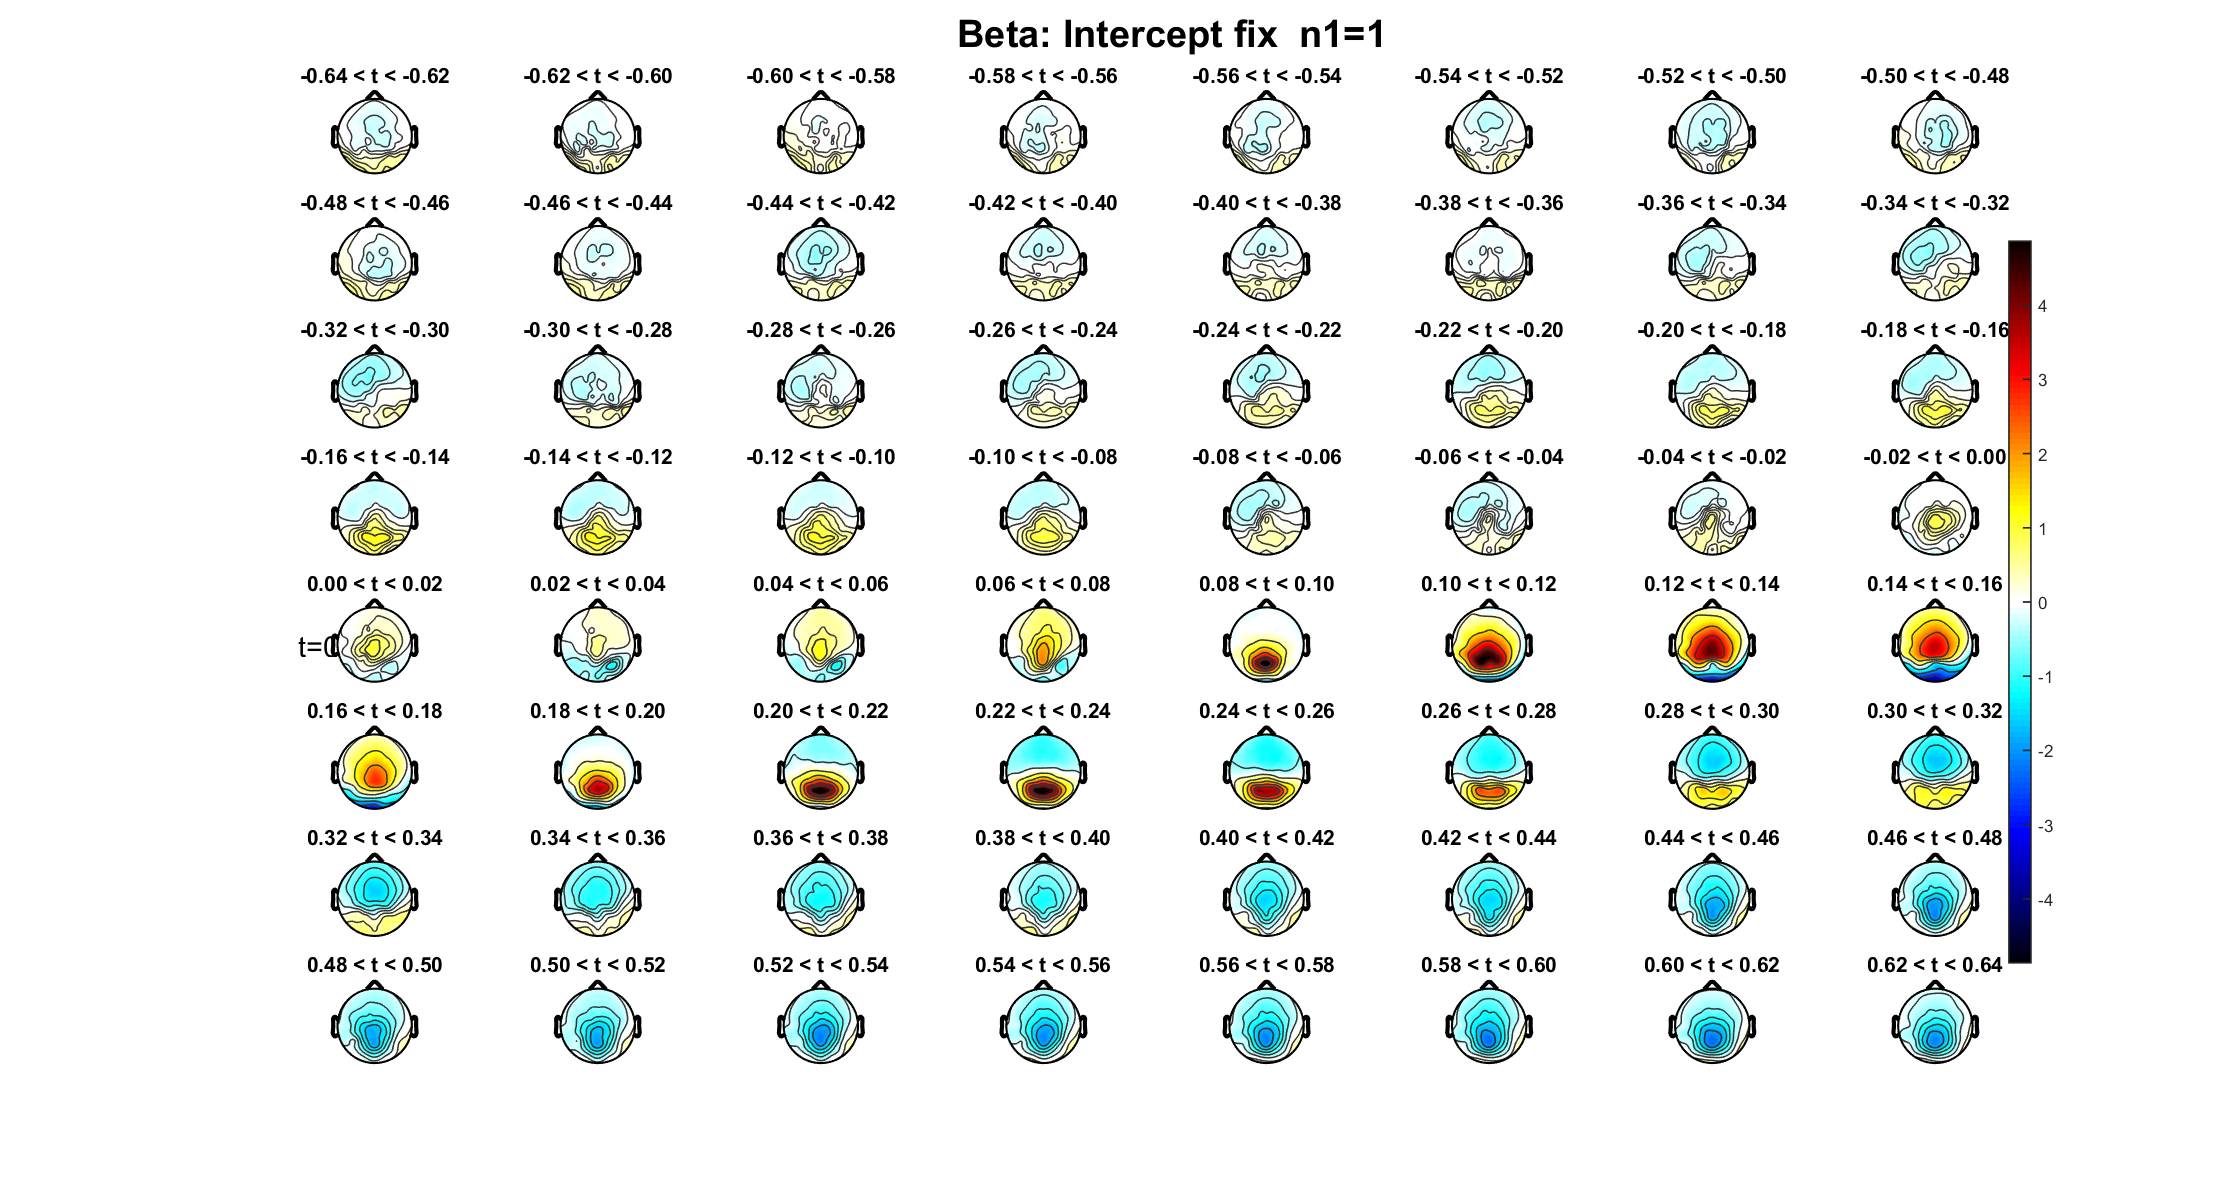 Beta: Intercept fix  n1=1
-0.64 < t < -0.62 -0.62 < t < -0.60 -0.60 < t < -0.58 -0.58 < t < -0.56 -0.56 < t < -0.54 -0.54 < t < -0.52 -0.52 < t < -0.50 -0.50 < t < -0.48
-0.48 < t < -0.46 -0.46 < t < -0.44 -0.44 < t < -0.42 -0.42 < t < -0.40 -0.40 < t < -0.38 -0.38 < t < -0.36 -0.36 < t < -0.34 -0.34 < t < -0.32
-0.32 < t < -0.30 -0.30 < t < -0.28 -0.28 < t < -0.26 -0.26 < t < -0.24 -0.24 < t < -0.22 -0.22 < t < -0.20 -0.20 < t < -0.18 -0.18 < t < -0.16
-0.16 < t < -0.14 -0.14 < t < -0.12 -0.12 < t < -0.10 -0.10 < t < -0.08 -0.08 < t < -0.06 -0.06 < t < -0.04 -0.04 < t < -0.02 -0.02 < t < 0.00
0.00 < t < 0.02 0.02 < t < 0.04 0.04 < t < 0.06 0.06 < t < 0.08 0.08 < t < 0.10 0.10 < t < 0.12 0.12 < t < 0.14 0.14 < t < 0.16
t=0
0.16 < t < 0.18 0.18 < t < 0.20 0.20 < t < 0.22 0.22 < t < 0.24 0.24 < t < 0.26 0.26 < t < 0.28 0.28 < t < 0.30 0.30 < t < 0.32
0.32 < t < 0.34 0.34 < t < 0.36 0.36 < t < 0.38 0.38 < t < 0.40 0.40 < t < 0.42 0.42 < t < 0.44 0.44 < t < 0.46 0.46 < t < 0.48
0.48 < t < 0.50 0.50 < t < 0.52 0.52 < t < 0.54 0.54 < t < 0.56 0.56 < t < 0.58 0.58 < t < 0.60 0.60 < t < 0.62 0.62 < t < 0.64
4
3
2
1
0
-1
-2
-3
-4